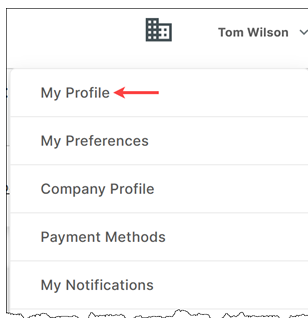 Tom Wilson
My Profile
My Preferences
Company Profile
Payment Methods
My Notifications